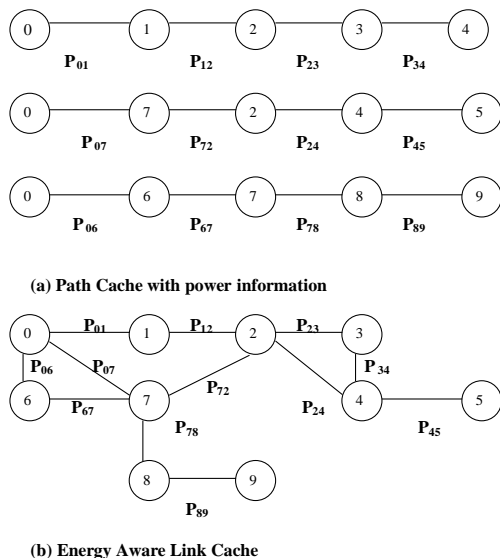 0 1 2 3 4
P01 P12 P23 P34
0 7 2 4 5
P07 P72 P24 P45
0 6 7 8 9
P06 P67 P78 P89
(a) Path Cache with power information
0 P01 1 P12 2 P23 3
P06 P07 P72 P34
6 P67 7 P78 P24 4 P45 5
8 P89 9
(b) Energy Aware Link Cache